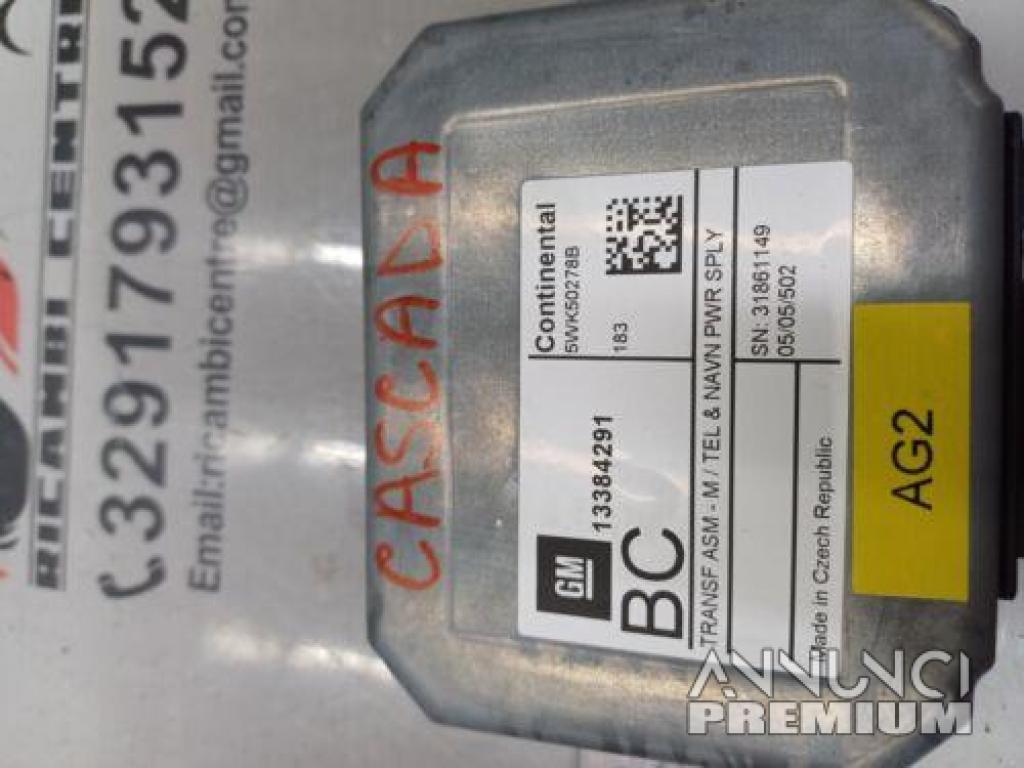 RICAMBI CENTRE
3291793152
Email:ricambicentre@gmail.com
CASCADA
GM
13384291
BC
Continental
5WK50278B
183
TRANSF ASM - M / TEL & NAVN PWR SPLY
SN: 31861149
05/05/502
Made in Czech Republic
AG2
ANNUNCI
PREMIUM